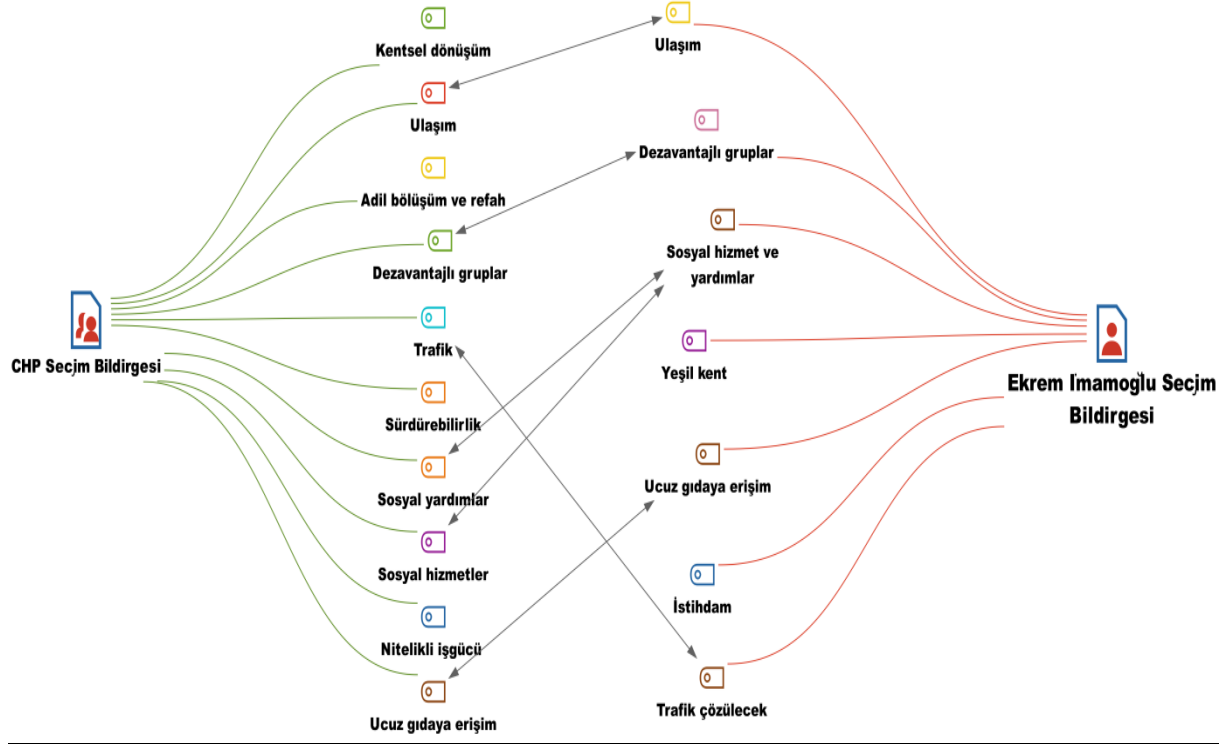 Kentsel dönüşüm
Ulaşım
Adil bölüşüm ve refah
Dezavantajlı gruplar
CHP Seçim Bildirgesi
Trafik
Sürdürebilirlik
Sosyal yardımlar
Sosyal hizmetler
Nitelikli işgücü
Ucuz gıdaya erişim
Ulaşım
Dezavantajlı gruplar
Sosyal hizmet ve
yardımlar
Yeşil kent
Ucuz gıdaya erişim
İstihdam
Trafik çözülecek
Ekrem İmamoğlu Seçim
Bildirgesi